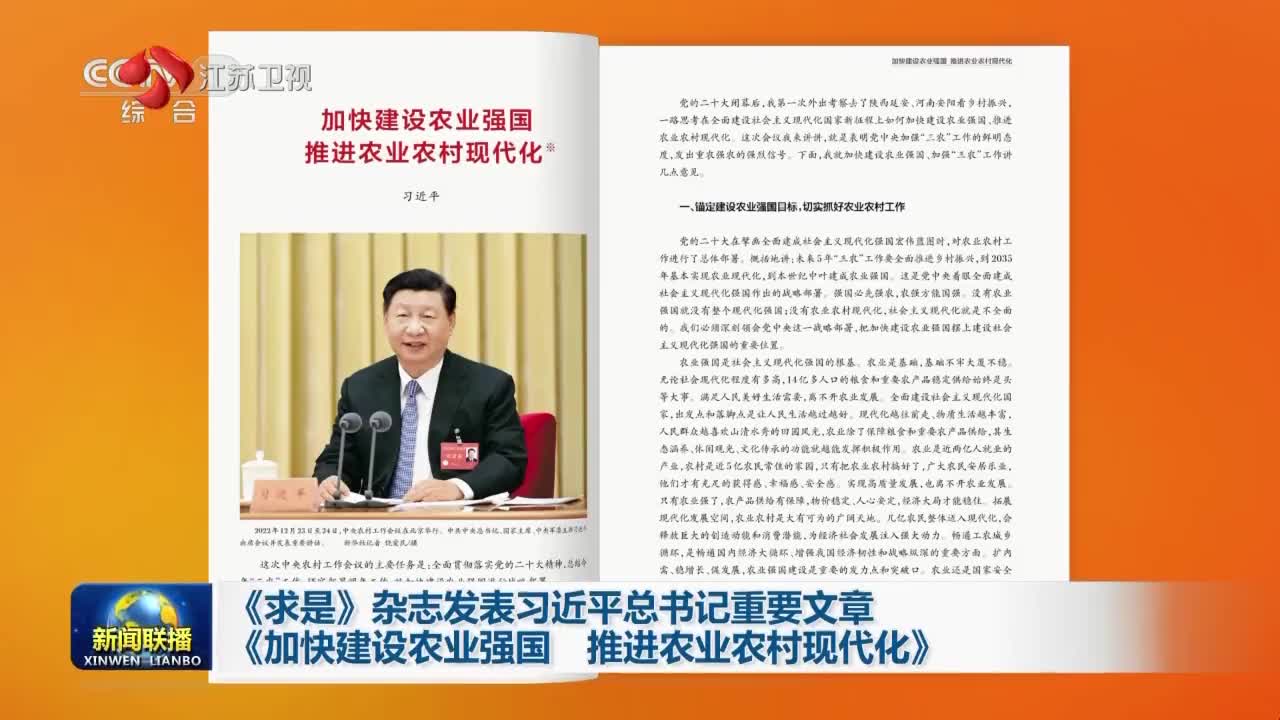 CCTV
综合
江苏卫视
加快建设农业强国
推进农业农村现代化※
习近平
习近平
2022年12月23日至24日,中央农村工作会议在北京举行。中共中央总书记、国家主席、中央军委主席习近平
出席会议并发表重要讲话。 新华社记者 饶爱民/摄
这次中央农村工作会议的主要任务是:全面贯彻落实党的二十大精神,总结今
加快建设农业强国 推进农业农村现代化
党的二十大闭幕后,我第一次外出考察去了陕西延安、河南安阳看乡村振兴,
一路思考在全面建设社会主义现代化国家新征程上如何加快建设农业强国、推进
农业农村现代化。这次会议我来讲讲,就是表明党中央加强“三农”工作的鲜明态
度,发出重农强农的强烈信号。下面,我就加快建设农业强国、加强“三农”工作讲
几点意见。
一、锚定建设农业强国目标,切实抓好农业农村工作
党的二十大在擘画全面建成社会主义现代化强国宏伟蓝图时,对农业农村工
作进行了总体部署。概括地讲:未来5年“三农”工作要全面推进乡村振兴,到2035
年基本实现农业现代化,到本世纪中叶建成农业强国。这是党中央着眼全面建成
社会主义现代化强国作出的战略部署。强国必先强农,农强方能国强。没有农业
强国就没有整个现代化强国;没有农业农村现代化,社会主义现代化就是不全面
的。我们必须深刻领会党中央这一战略部署,把加快建设农业强国摆上建设社会
主义现代化强国的重要位置。
农业强国是社会主义现代化强国的根基。农业是基础,基础不牢大厦不稳。
无论社会现代化程度有多高,14亿多人口的粮食和重要农产品稳定供给始终是头
等大事。满足人民美好生活需要,离不开农业发展。全面建设社会主义现代化国
家,出发点和落脚点是让人民生活越过越好。现代化越往前走、物质生活越丰富,
人民群众越喜欢山清水秀的田园风光,农业除了保障粮食和重要农产品供给,其生
态涵养、休闲观光、文化传承的功能就越能发挥积极作用。农业是近两亿人就业的
产业,农村是近5亿农民常住的家园,只有把农业农村搞好了,广大农民安居乐业,
他们才有充足的获得感、幸福感、安全感。实现高质量发展,也离不开农业发展。
只有农业强了,农产品供给有保障,物价稳定、人心安定,经济大局才能稳住。拓展
现代化发展空间,农业农村是大有可为的广阔天地。几亿农民整体迈入现代化,会
释放巨大的创造动能和消费潜能,为经济社会发展注入强大动力。畅通工农城乡
循环,是畅通国内经济大循环、增强我国经济韧性和战略纵深的重要方面。扩内
需、稳增长、促发展,农业强国建设是重要的发力点和突破口。农业还是国家安全
新闻联播
XINWEN LIANBO
《求是》杂志发表习近平总书记重要文章
《加快建设农业强国 推进农业农村现代化》